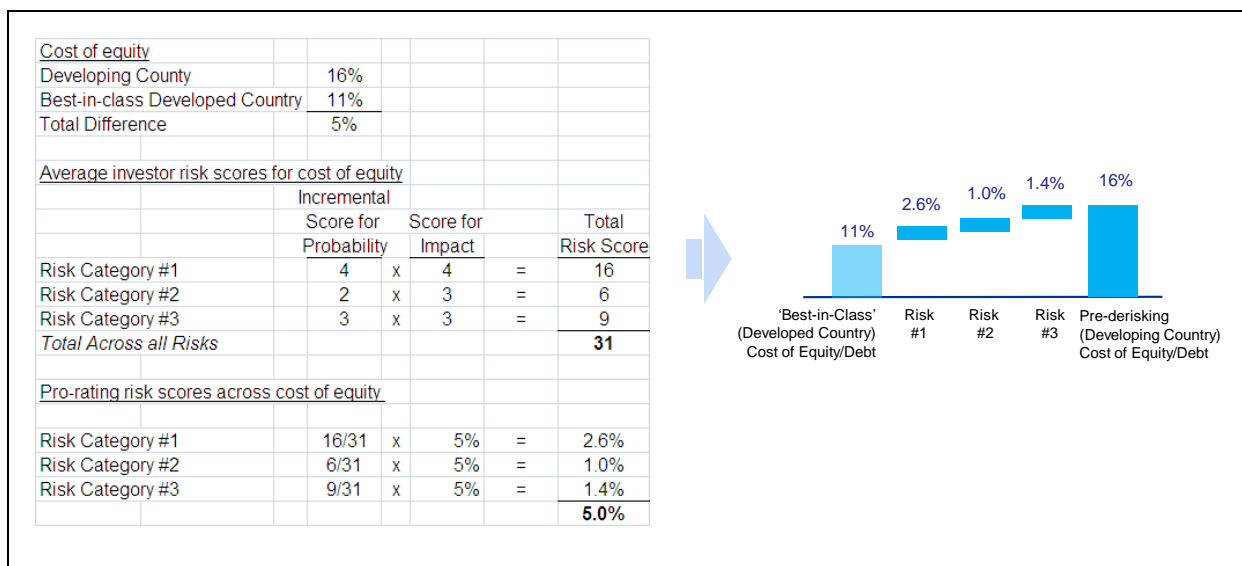 Cost of equity
Developing County 16%
Best-in-class Developed Country 11%
Total Difference 5%
Average investor risk scores for cost of equity
Incremental
Score for Score for Total
Probability Impact Risk Score
Risk Category #1 4 x 4 = 16
Risk Category #2 2 x 3 = 6
Risk Category #3 3 x 3 = 9
Total Across all Risks 31
Pro-rating risk scores across cost of equity
Risk Category #1 16/31 x 5% = 2.6%
Risk Category #2 6/31 x 5% = 1.0%
Risk Category #3 9/31 x 5% = 1.4%
5.0%
11% 2.6% 1.0% 1.4% 16%
'Best-in-Class'
(Developed Country)
Cost of Equity/Debt
Risk
#1
Risk
#2
Risk
#3
Pre-derisking
(Developing Country)
Cost of Equity/Debt